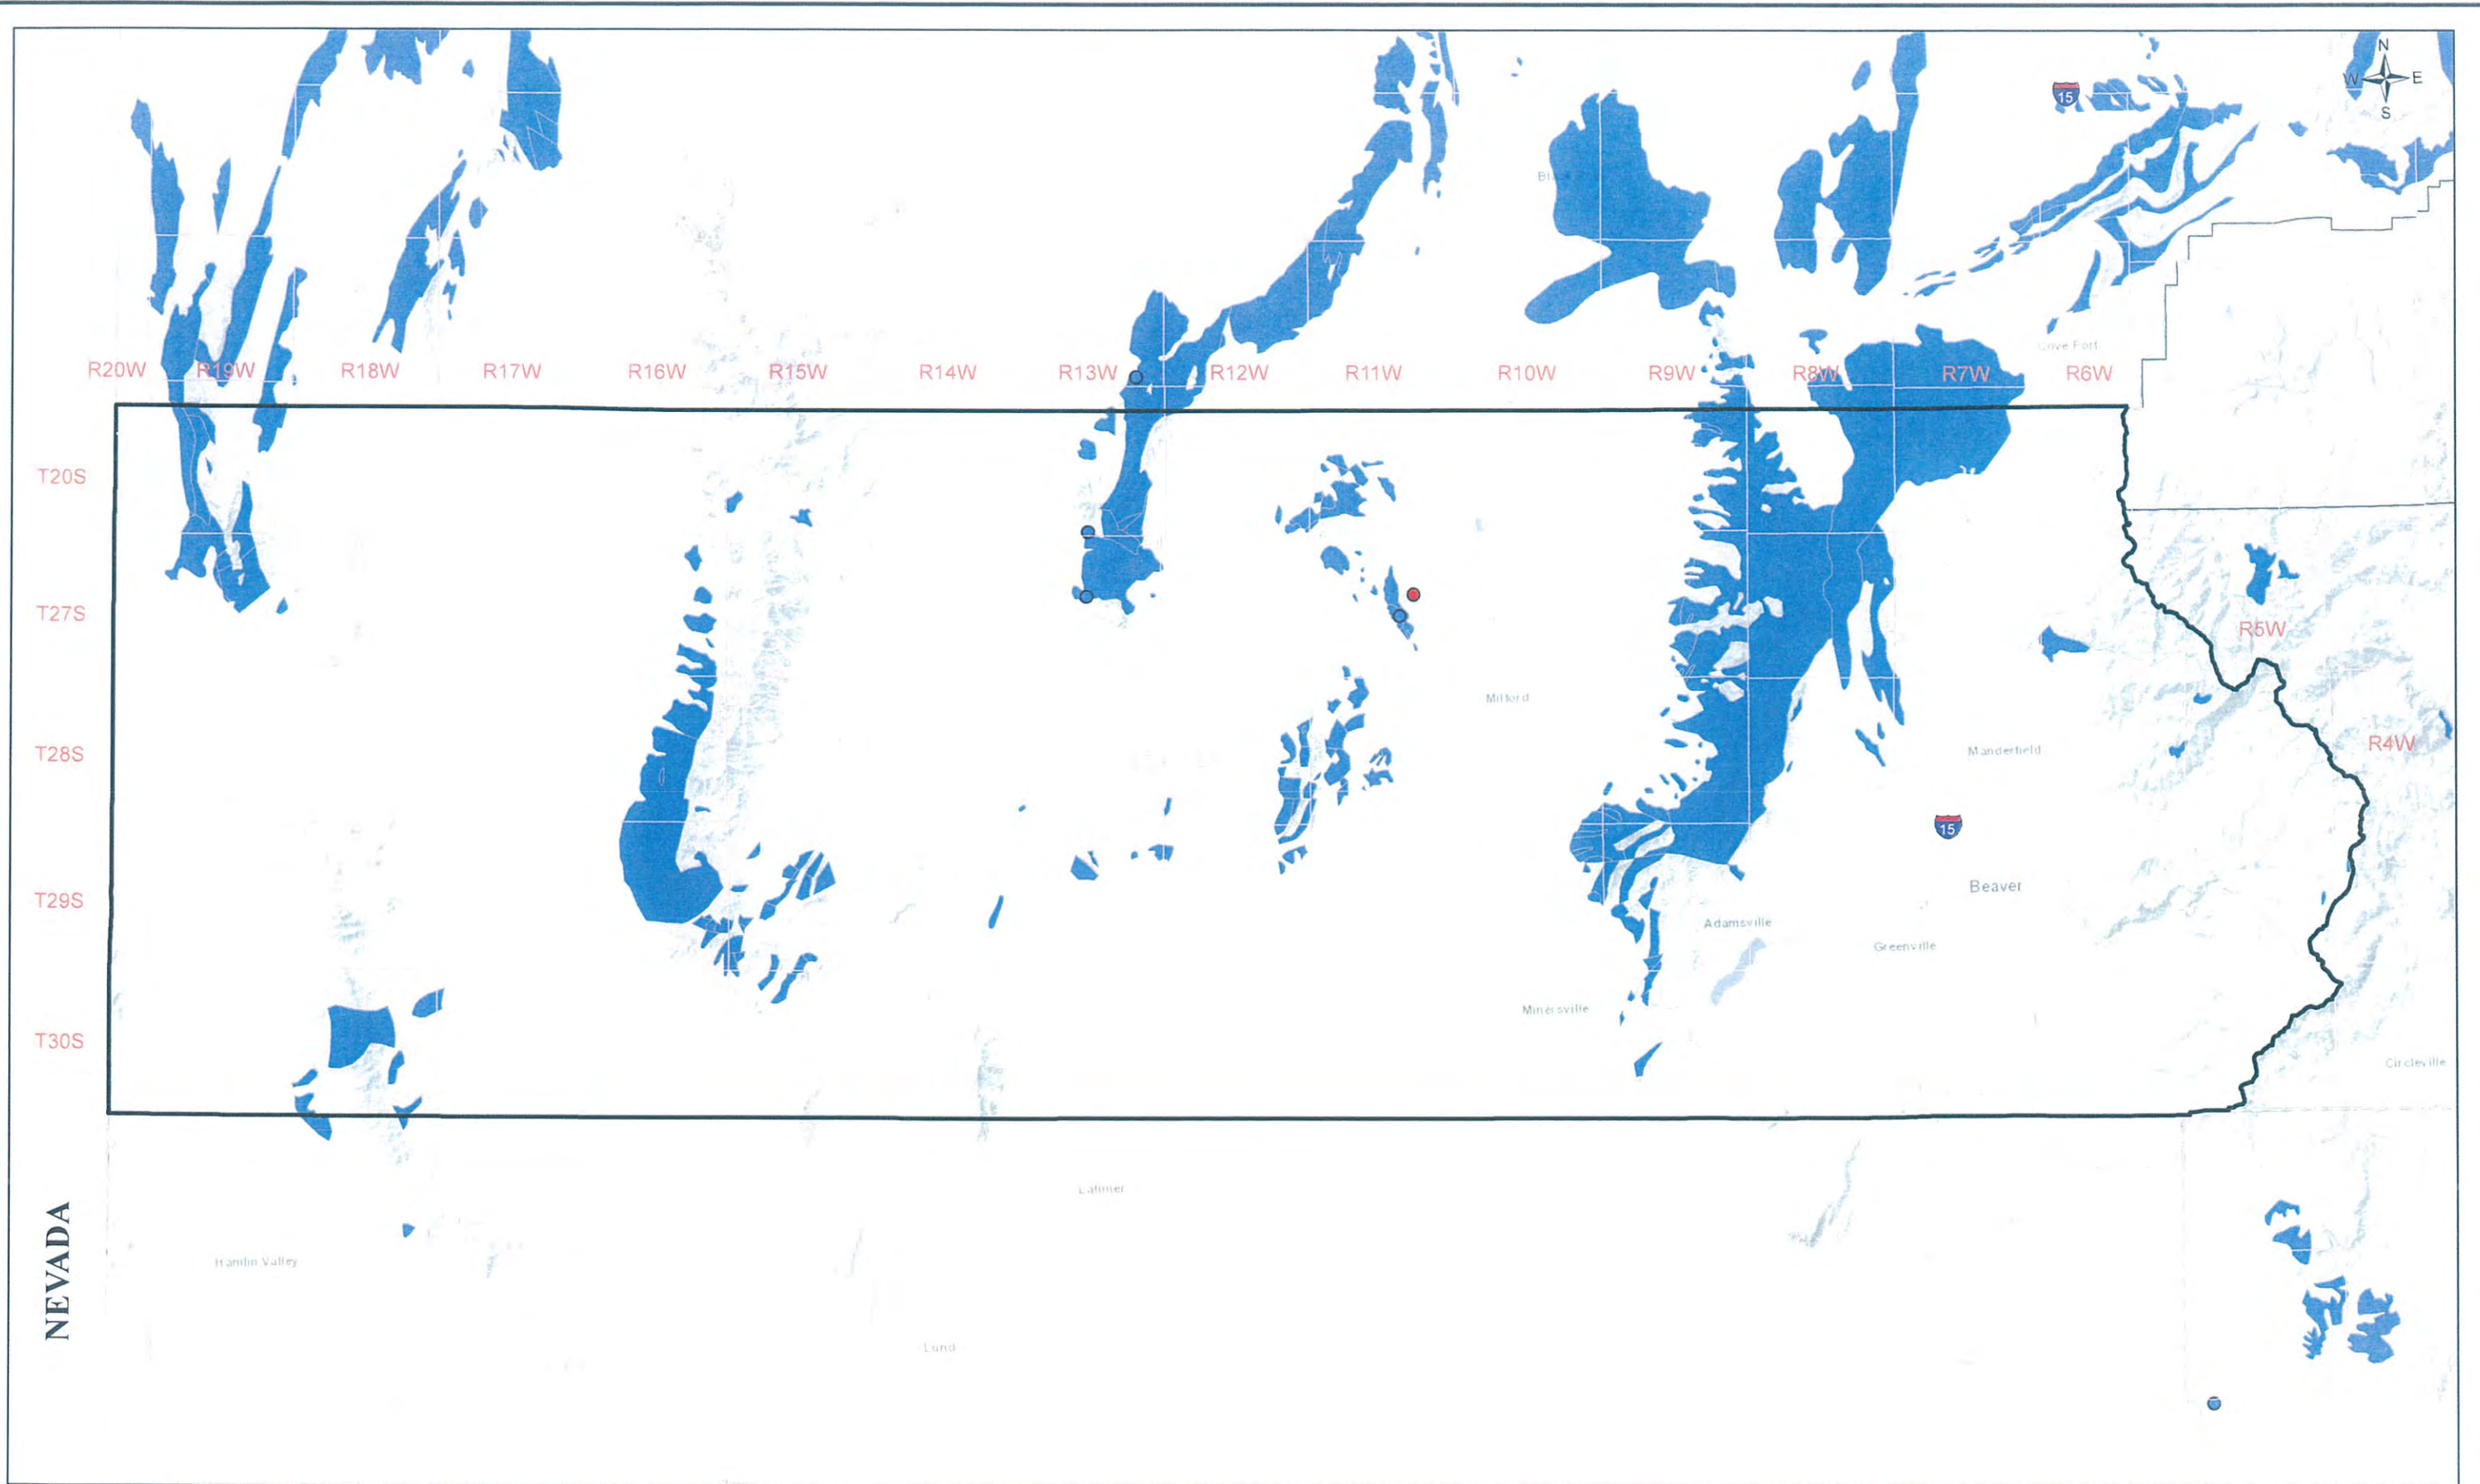 N
W E
S
15
Cove Fort
R20W R19W R18W R17W R16W R15W R14W R13W R12W R11W R10W R9W R8W R7W R6W
T20S
T27S
R5W
Milford
T28S
Manderfield
R4W
15
Beaver
T29S
Adamsville
Greenville
Minersville
T30S
Circleville
Latimer
NEVADA
Hamlin Valley
Lund